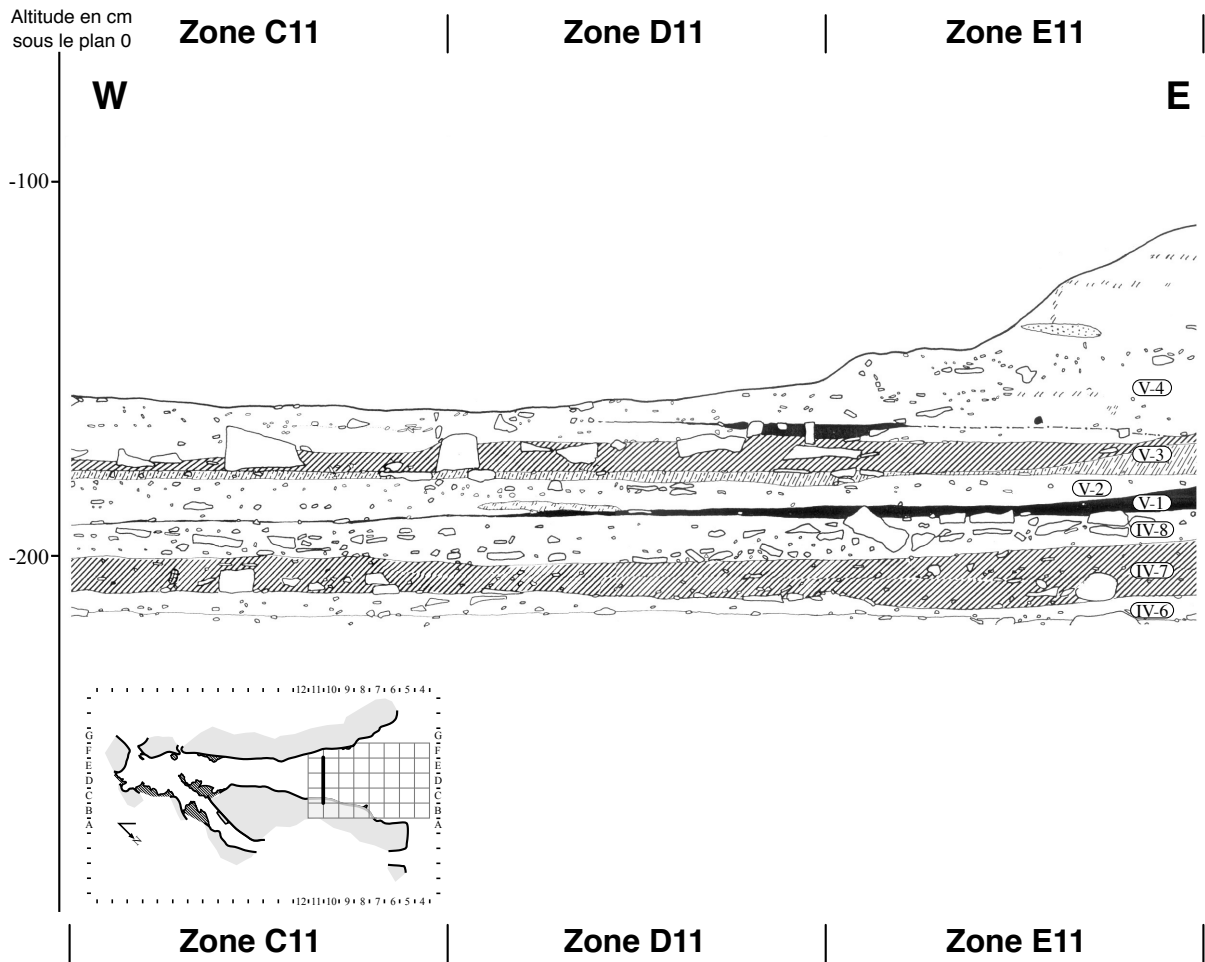 Altitude en cm
sous le plan 0
Zone C11
Zone D11
Zone E11
W
E
-100
V-4
V-3
V-2
V-1
IV-8
-200
IV-7
IV-6
12 11 10 9 8 7 6 5 4
G
F
E
D
C
B
A
G
F
E
D
C
B
A
N
12 11 10 9 8 7 6 5 4
Zone C11
Zone D11
Zone E11